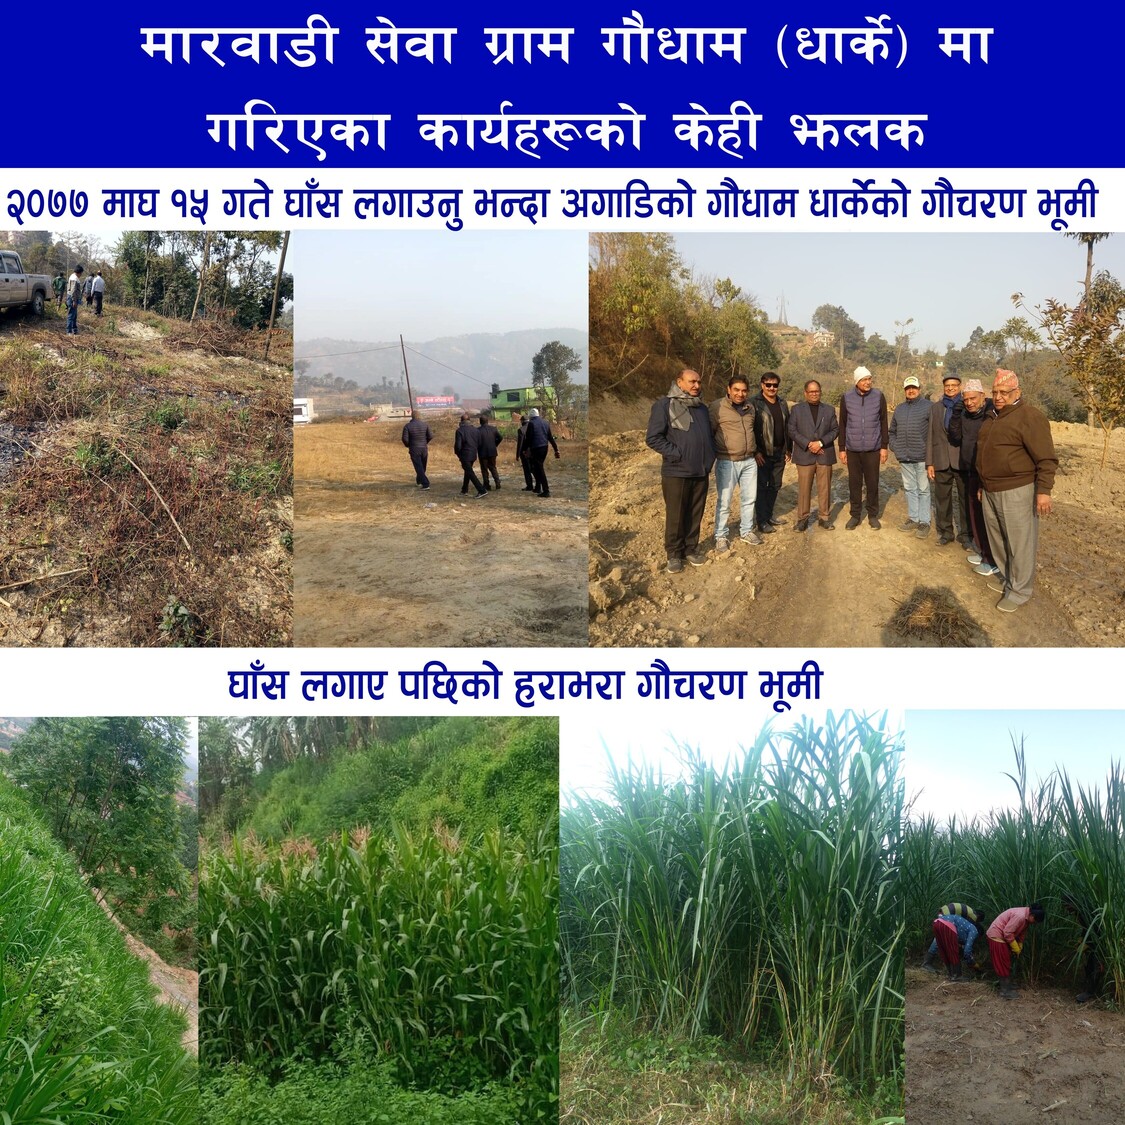 मारवाडी सेवा ग्राम गौधाम (धार्के) मा
गरिएका कार्यहरूको केही झलक
२०७७ माघ १५ गते घाँस लगाउनु भन्दा अगाडिको गौधाम धार्केको गौचरण भूमी
घाँस लगाए पछिको हराभरा गौचरण भूमी